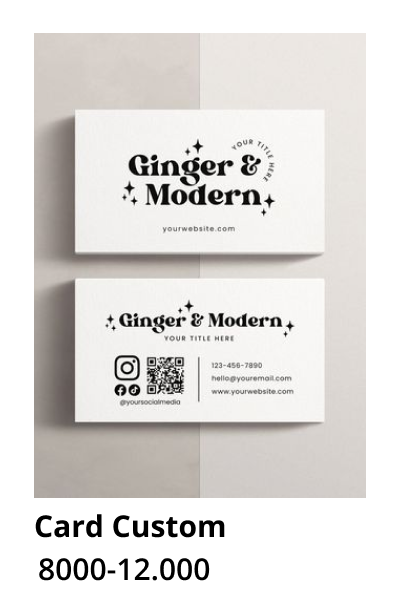 YOUR TITLE HERE
Ginger &
Modern
yourwebsite.com
Ginger & Modern
YOUR TITLE HERE
123-456-7890
hello@youremail.com
www.yourwebsite.com
@yoursocialmedia
Card Custom
8000-12.000